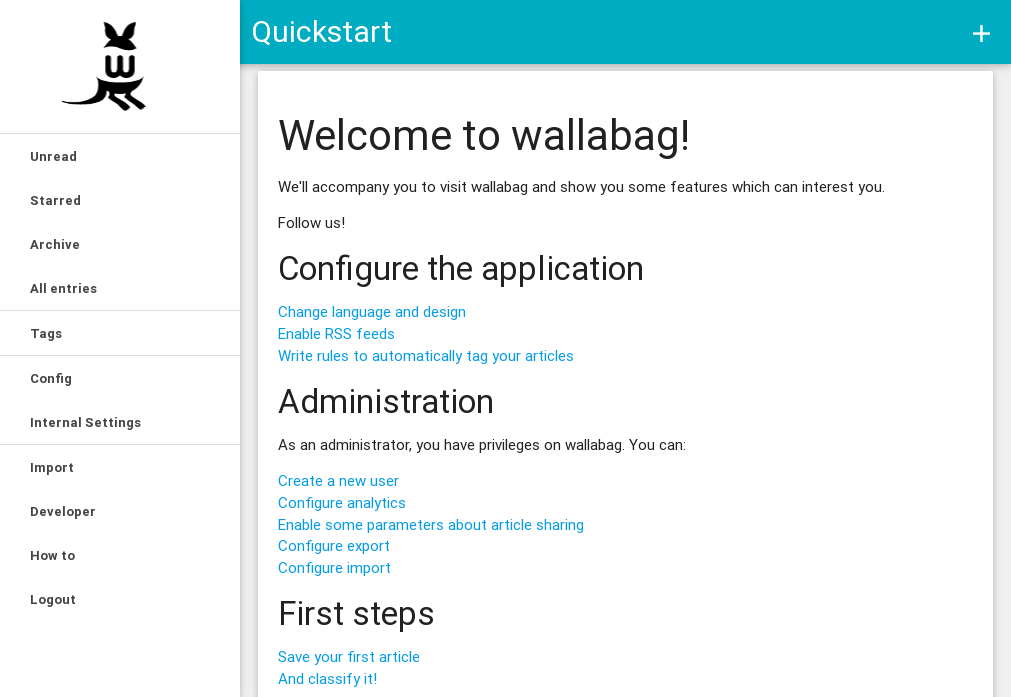 w
Unread
Starred
Archive
All entries
Tags
Config
Internal Settings
Import
Developer
How to
Logout
Quickstart
+
Welcome to wallabag!
We'll accompany you to visit wallabag and show you some features which can interest you.
Follow us!
Configure the application
Change language and design
Enable RSS feeds
Write rules to automatically tag your articles
Administration
As an administrator, you have privileges on wallabag. You can:
Create a new user
Configure analytics
Enable some parameters about article sharing
Configure export
Configure import
First steps
Save your first article
And classify it!